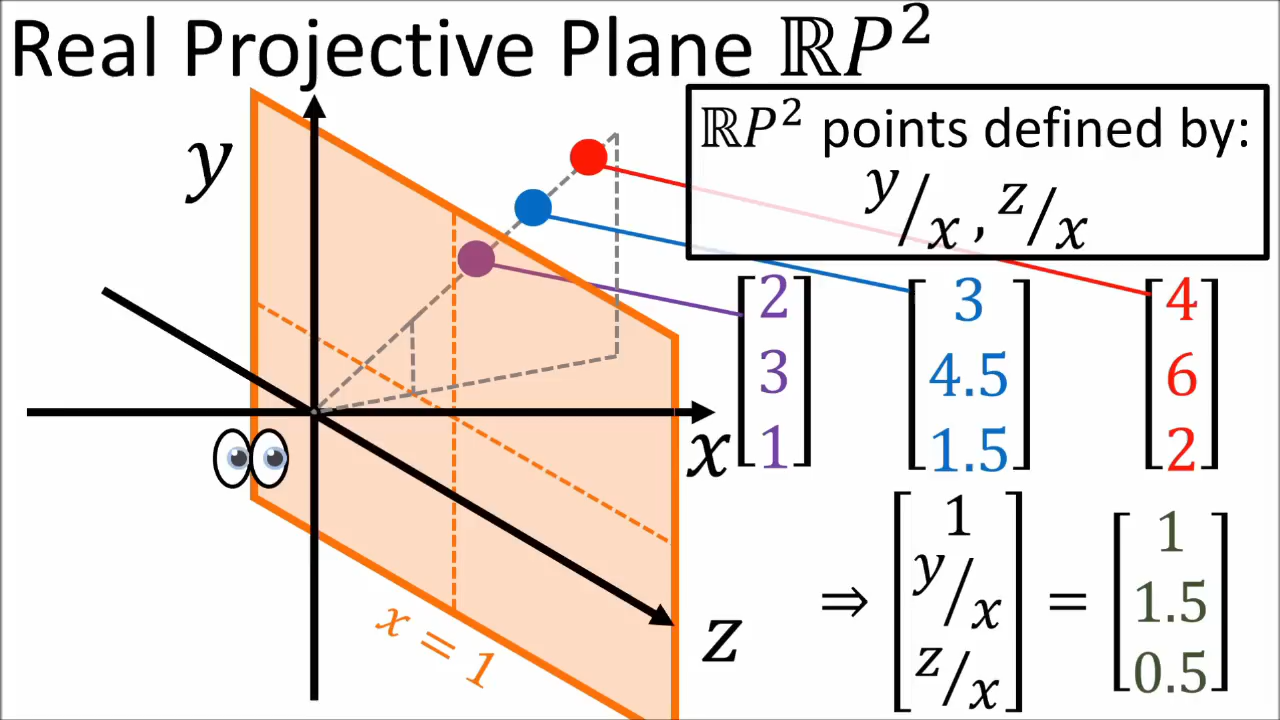 Real Projective Plane ℝP²
ℝP² points defined by:
y/x, z/x
y
x
z
x = 1
[2 3 1]
[3 4.5 1.5]
[4 6 2]
⇒ [1 y/x z/x] = [1 1.5 0.5]